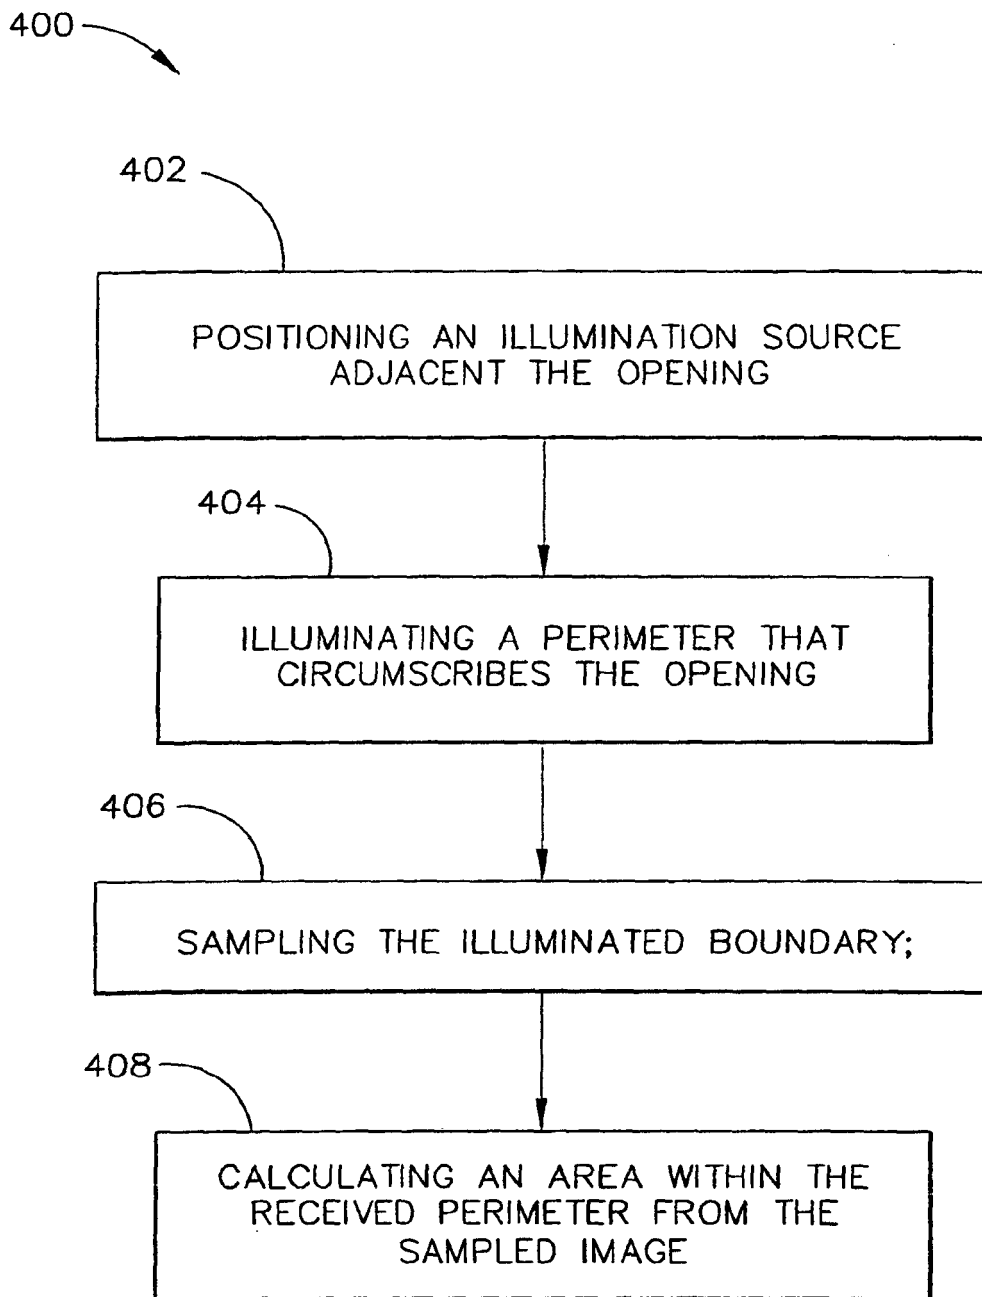 400
402
POSITIONING AN ILLUMINATION SOURCE
ADJACENT THE OPENING
404
ILLUMINATING A PERIMETER THAT
CIRCUMSCRIBES THE OPENING
406
SAMPLING THE ILLUMINATED BOUNDARY;
408
CALCULATING AN AREA WITHIN THE
RECEIVED PERIMETER FROM THE
SAMPLED IMAGE